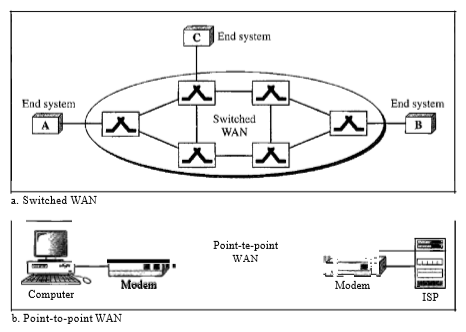 C End system
End system
End system
A
Switched
WAN
B
a. Switched WAN
Point-te-point
WAN
Computer
Modem
Modem
ISP
b. Point-to-point WAN